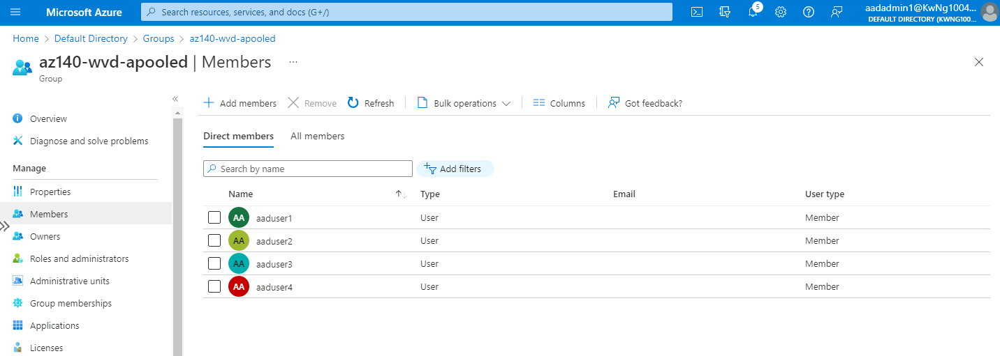 Microsoft Azure
Search resources, services, and docs (G+/)
5
aadadmin1@KwNg1004...
DEFAULT DIRECTORY (KWNG100...
Home > Default Directory > Groups > az140-wvd-apooled
az140-wvd-apooled | Members ...
Group
Overview
Diagnose and solve problems
Manage
Properties
Members
Owners
Roles and administrators
Administrative units
Group memberships
Applications
Licenses
Add members Remove Refresh Bulk operations Columns Got feedback?
Direct members All members
Search by name Add filters
Name Type Email User type
AA aaduser1 User Member
AA aaduser2 User Member
AA aaduser3 User Member
AA aaduser4 User Member